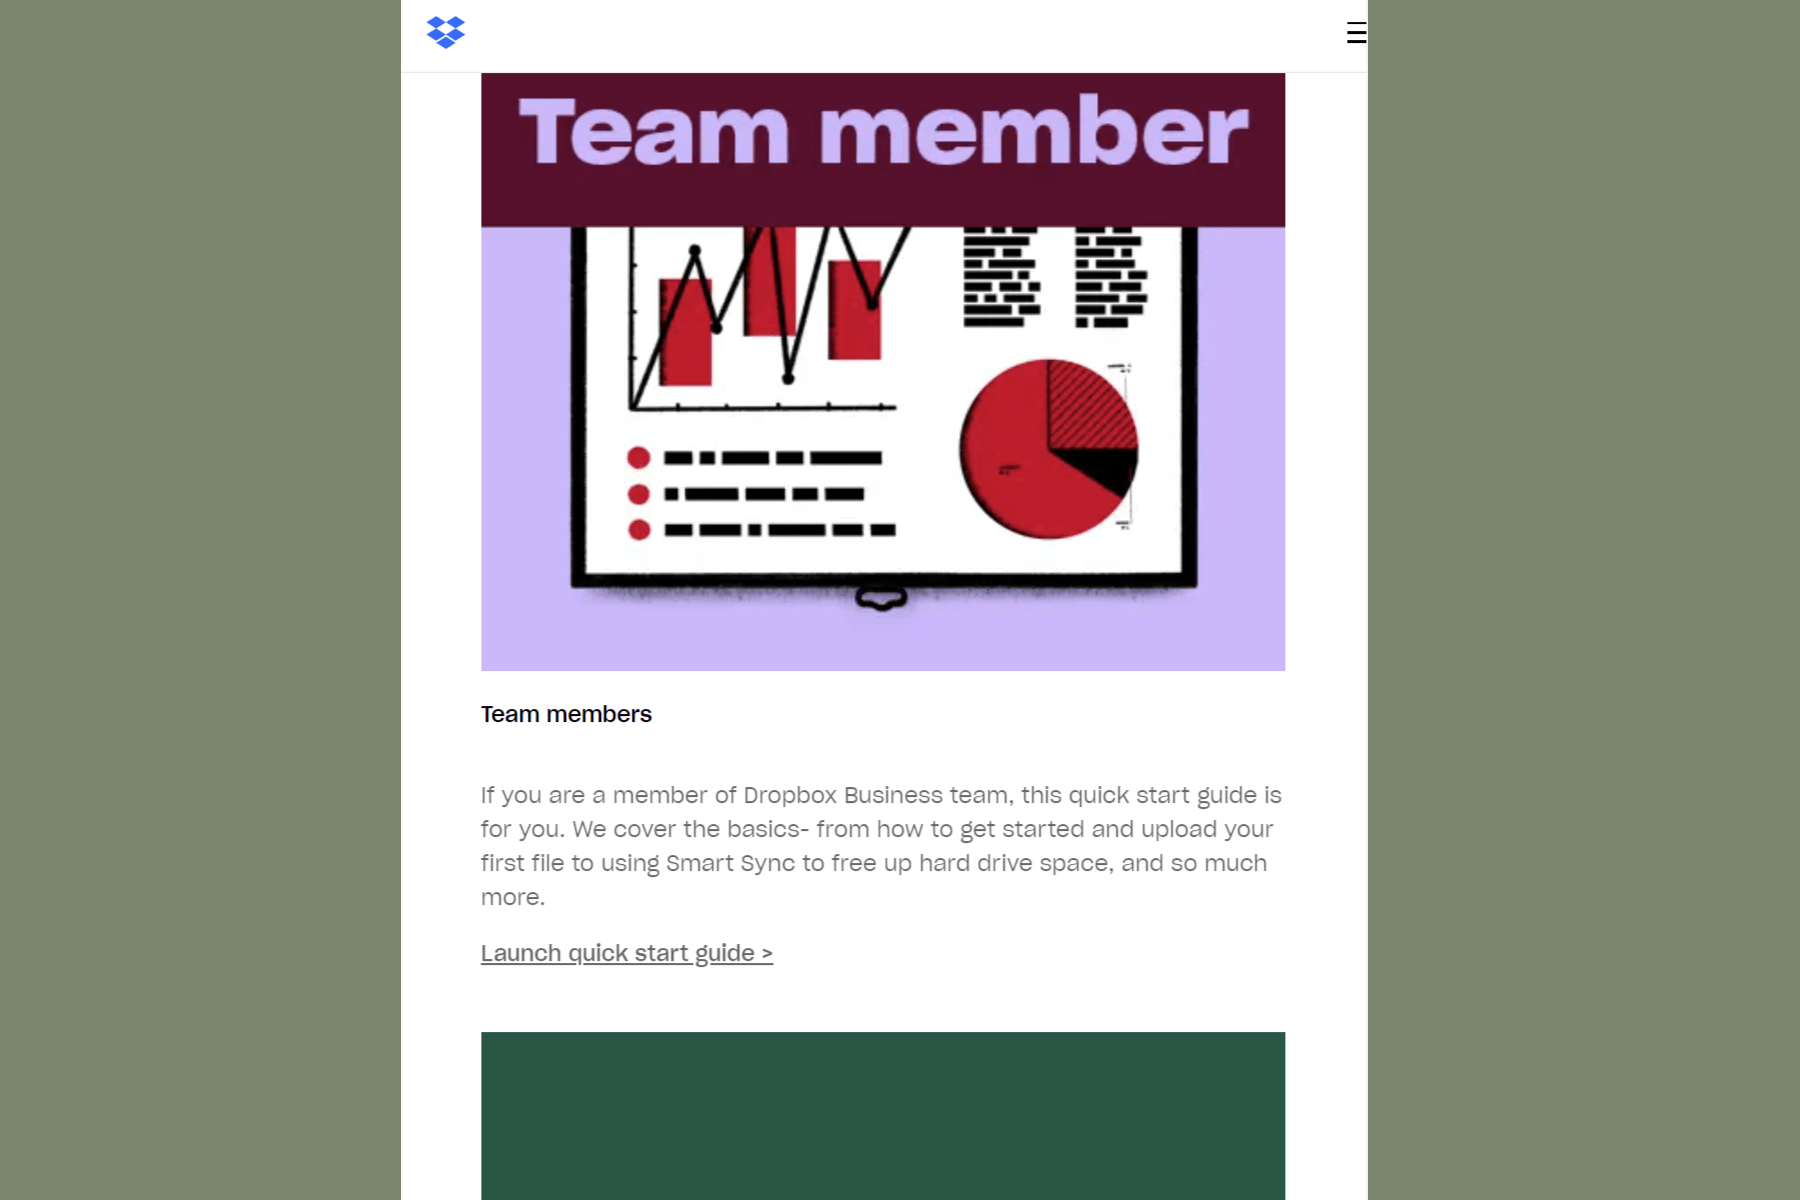 Team member
Team members
If you are a member of Dropbox Business team, this quick start guide is
for you. We cover the basics- from how to get started and upload your
first file to using Smart Sync to free up hard drive space, and so much
more.
Launch quick start guide >